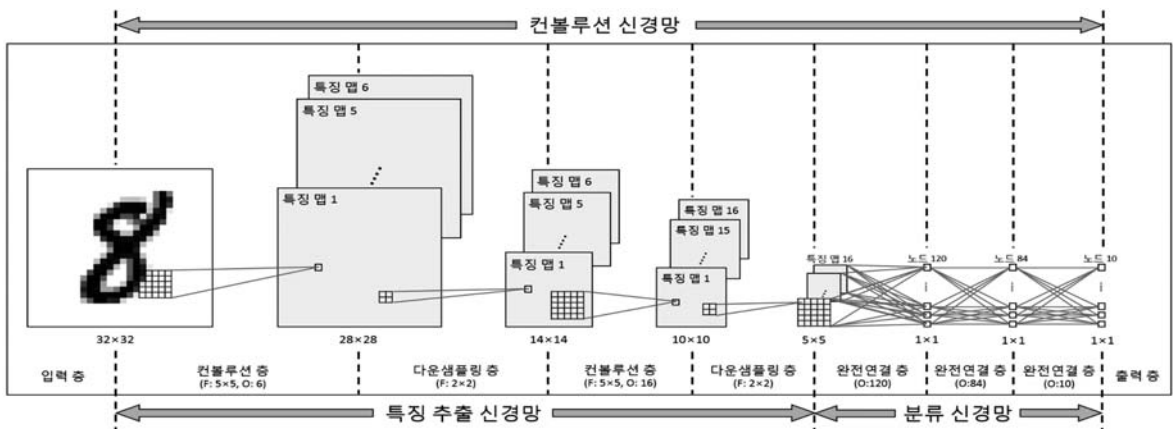 컨볼루션 신경망
특징 맵 6
특징 맵 5
특징 맵 1
특징 맵 6
특징 맵 5
특징 맵 1
특징 맵 16
특징 맵 15
특징 맵 1
특징 맵 16
노드 120
노드 84
노드 10
32×32
28×28
14×14
10×10
5×5
1×1
1×1
1×1
입력 층
컨볼루션 층
(F: 5×5, O: 6)
다운샘플링 층
(F: 2×2)
컨볼루션 층
(F: 5×5, O: 16)
다운샘플링 층
(F: 2×2)
완전연결 층
(O:120)
완전연결 층
(O:84)
완전연결 층
(O:10)
출력 층
특징 추출 신경망
분류 신경망
8